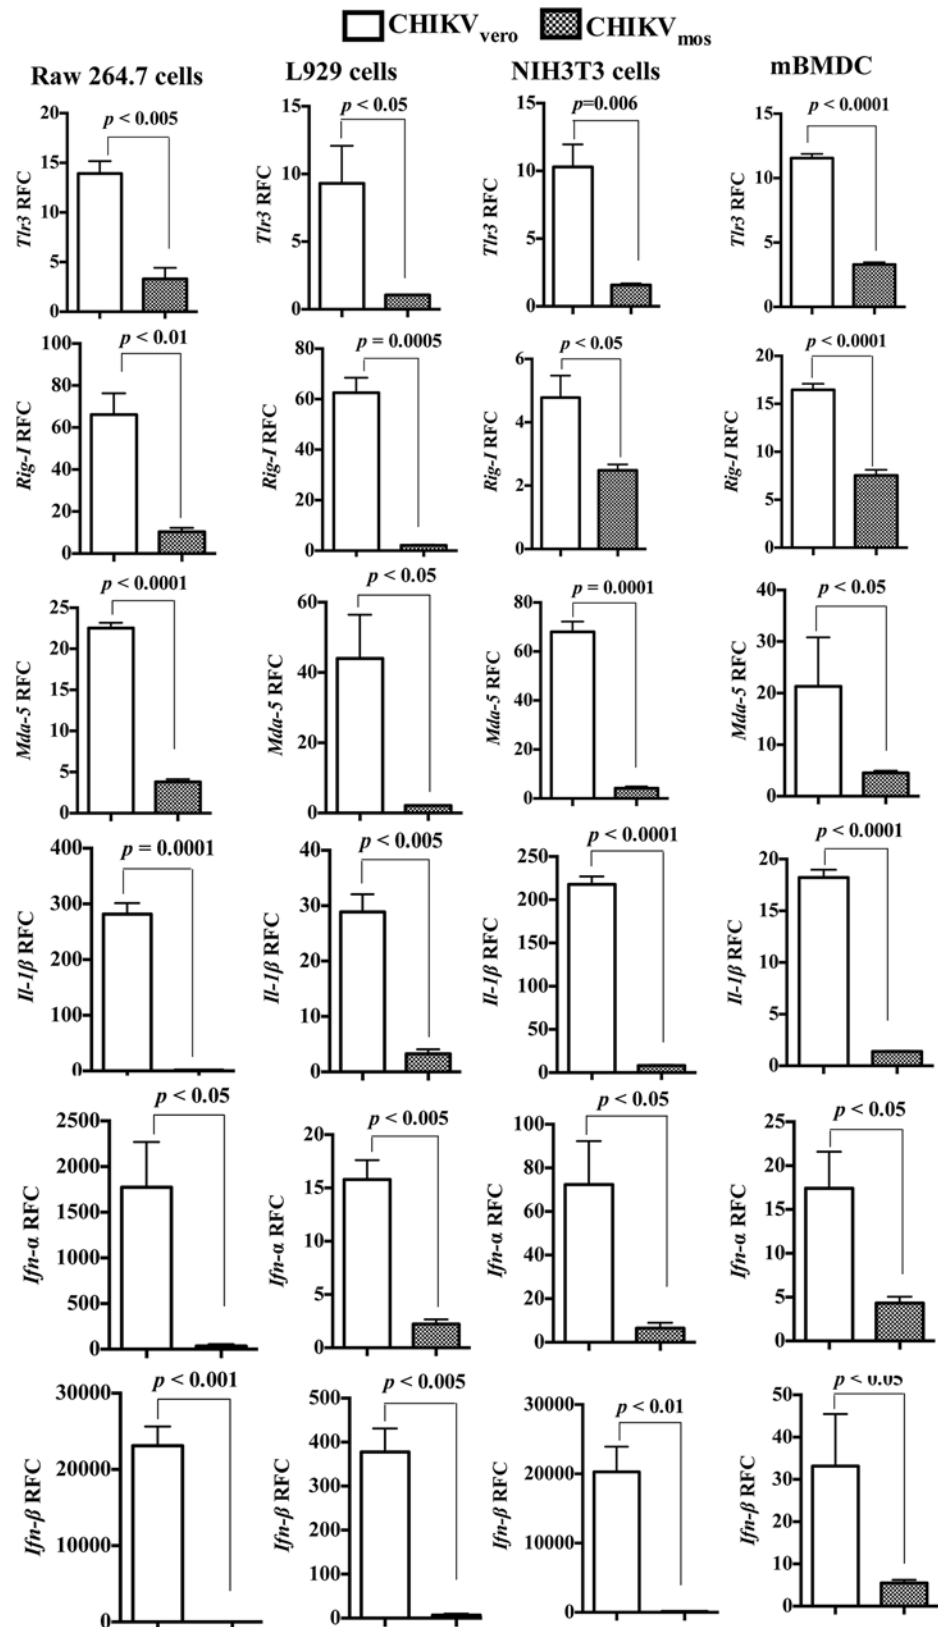 CHIKVvero CHIKVmos
Raw 264.7 cells L929 cells NIH3T3 cells mBMDC
p < 0.005
Tlr3 RFC
20
15
10
5
0
p < 0.05
Tlr3 RFC
15
10
5
0
p=0.006
Tlr3 RFC
15
10
5
0
p < 0.0001
Tlr3 RFC
15
10
5
0
p < 0.01
Rig-I RFC
100
80
60
40
20
0
p = 0.0005
Rig-I RFC
80
60
40
20
0
p < 0.05
Rig-I RFC
6
4
2
0
p < 0.0001
Rig-I RFC
20
15
10
5
0
p < 0.0001
Mda-5 RFC
25
20
15
10
5
0
p < 0.05
Mda-5 RFC
60
40
20
0
p = 0.0001
Mda-5 RFC
80
60
40
20
0
p < 0.05
Mda-5 RFC
40
30
20
10
0
p = 0.0001
Il-1β RFC
400
300
200
100
0
p < 0.005
Il-1β RFC
40
30
20
10
0
p < 0.0001
Il-1β RFC
250
200
150
100
50
0
p < 0.0001
Il-1β RFC
20
15
10
5
0
p < 0.05
Ifn-α RFC
2500
2000
1500
1000
500
0
p < 0.005
Ifn-α RFC
20
15
10
5
0
p < 0.05
Ifn-α RFC
100
80
60
40
20
0
p < 0.05
Ifn-α RFC
25
20
15
10
5
0
p < 0.001
Ifn-β RFC
30000
20000
10000
0
p < 0.005
Ifn-β RFC
500
400
300
200
100
0
p < 0.01
Ifn-β RFC
30000
20000
10000
0
p < 0.05
Ifn-β RFC
50
40
30
20
10
0